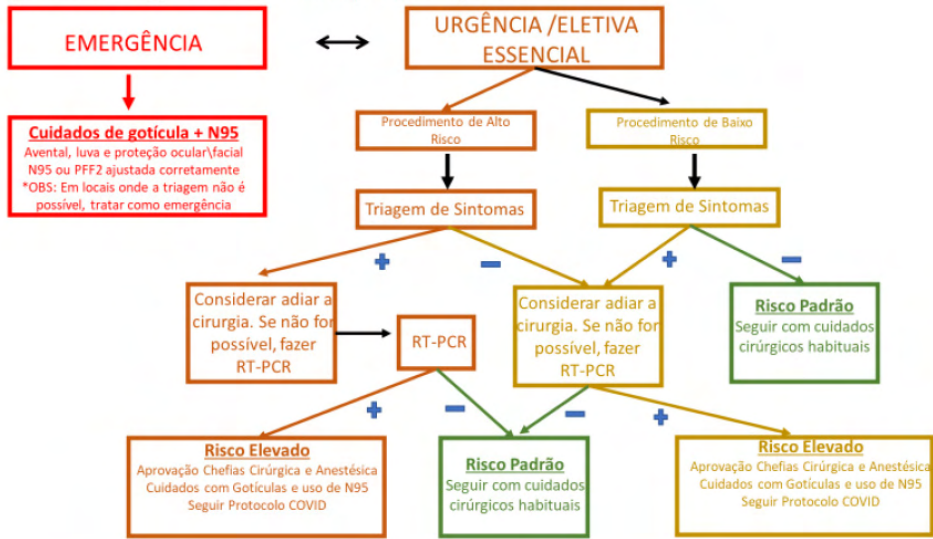 EMERGÊNCIA
URGÊNCIA /ELETIVA
ESSENCIAL
Cuidados de gotícula + N95
Avental, luva e proteção ocular\facial
N95 ou PFF2 ajustada corretamente
*OBS: Em locais onde a triagem não é
possível, tratar como emergência
Procedimento de Alto
Risco
Procedimento de Baixo
Risco
Triagem de Sintomas
Triagem de Sintomas
+
−
+
−
Considerar adiar a
cirurgia. Se não for
possível, fazer
RT-PCR
RT-PCR
Considerar adiar a
cirurgia. Se não for
possível, fazer
RT-PCR
Risco Padrão
Seguir com cuidados
cirúrgicos habituais
+
−
−
+
Risco Elevado
Aprovação Chefias Cirúrgica e Anestésica
Cuidados com Gotículas e uso de N95
Seguir Protocolo COVID
Risco Padrão
Seguir com cuidados
cirúrgicos habituais
Risco Elevado
Aprovação Chefias Cirúrgica e Anestésica
Cuidados com Gotículas e uso de N95
Seguir Protocolo COVID